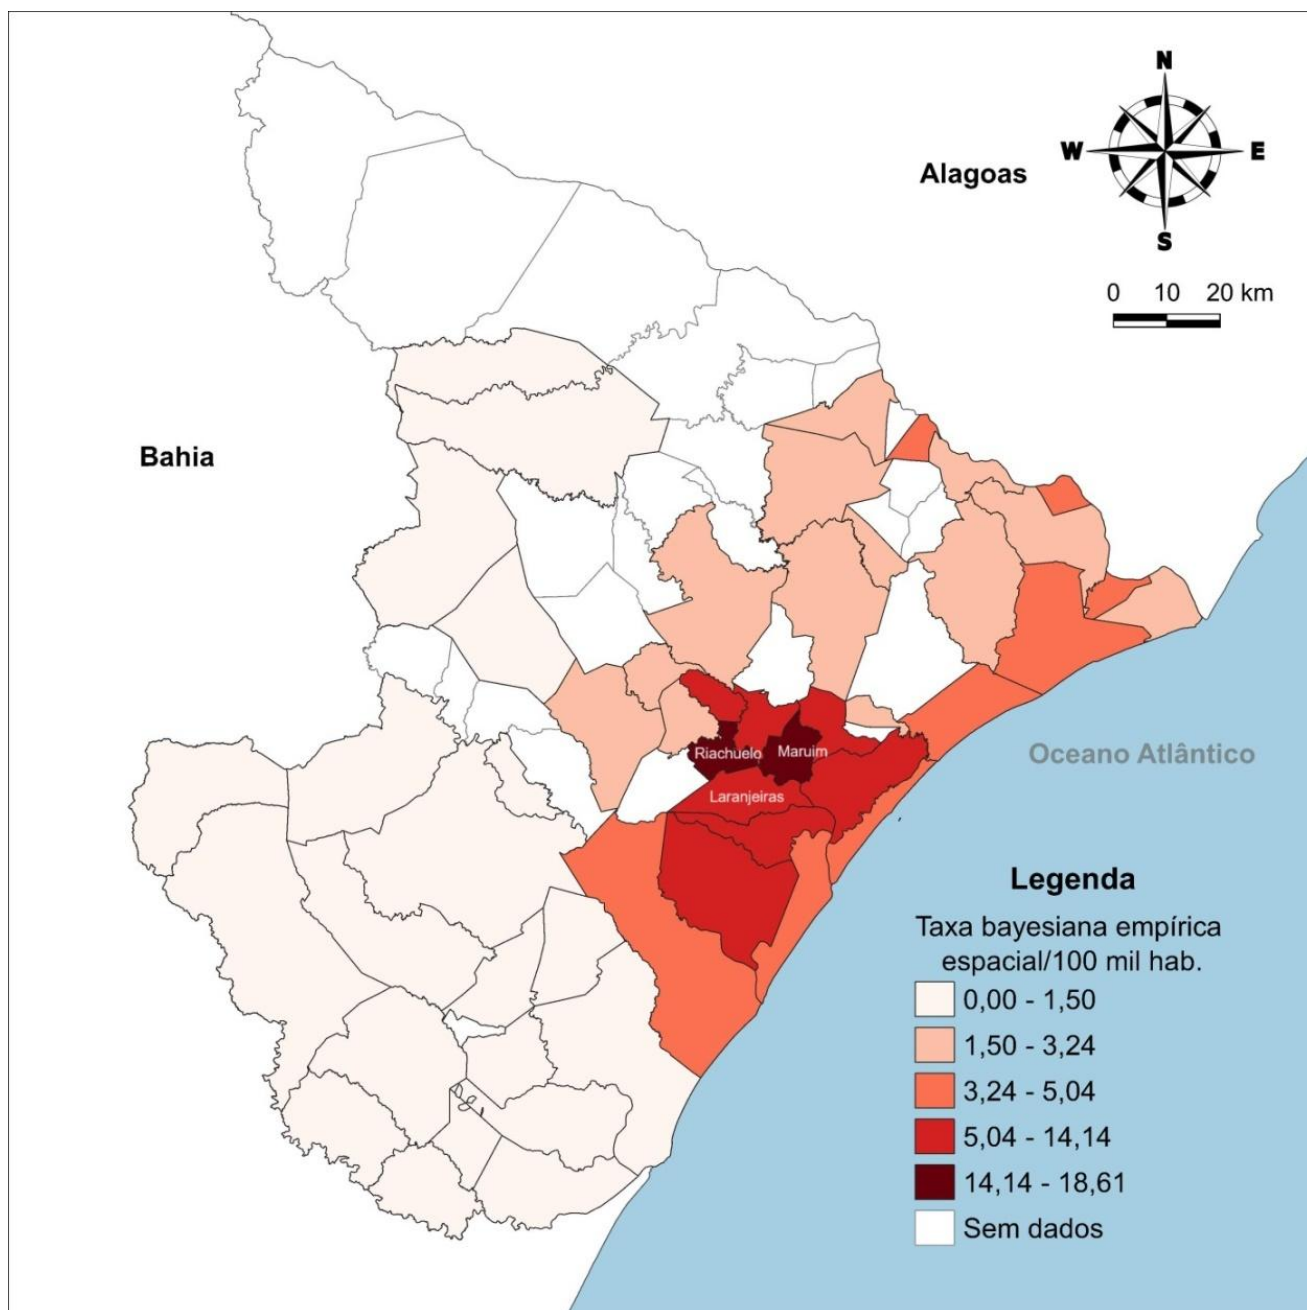 N
W
E
S
Alagoas
0 10 20 km
Bahia
Riachuelo
Maruim
Laranjeiras
Oceano Atlântico
Legenda
Taxa bayesiana empírica
espacial/100 mil hab.
0,00 - 1,50
1,50 - 3,24
3,24 - 5,04
5,04 - 14,14
14,14 - 18,61
Sem dados